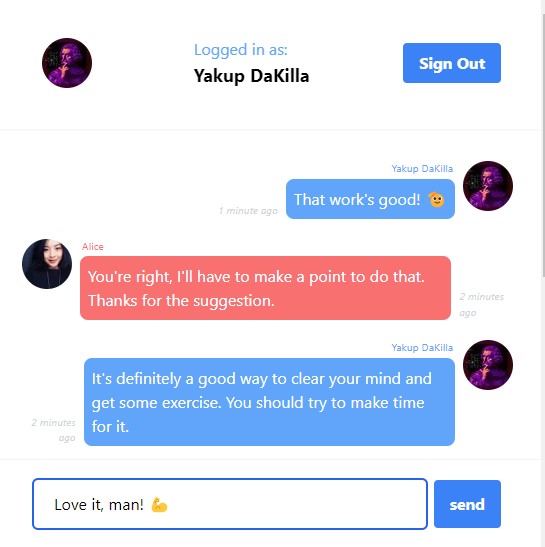 Logged in as:
Yakup DaKilla
Sign Out
Yakup DaKilla
That work's good! 🫡
1 minute ago
Alice
You're right, I'll have to make a point to do that.
Thanks for the suggestion.
2 minutes
ago
Yakup DaKilla
It's definitely a good way to clear your mind and
get some exercise. You should try to make time
for it.
2 minutes
ago
Love it, man! 💪
send